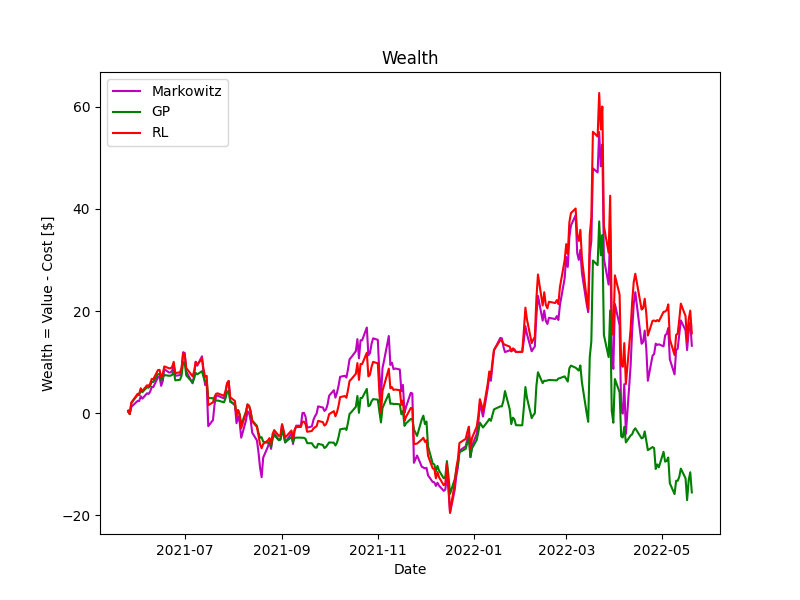 Wealth
Markowitz
GP
RL
Wealth = Value - Cost [$]
60
40
20
0
−20
2021-07 2021-09 2021-11 2022-01 2022-03 2022-05
Date